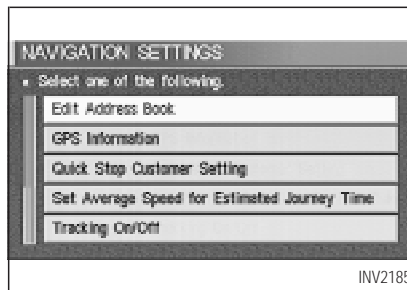 NAVIGATION SETTINGS
Select one of the following.
Edit Address Book
GPS Information
Quick Stop Customer Setting
Set Average Speed for Estimated Journey Time
Tracking On/Off
INV2185